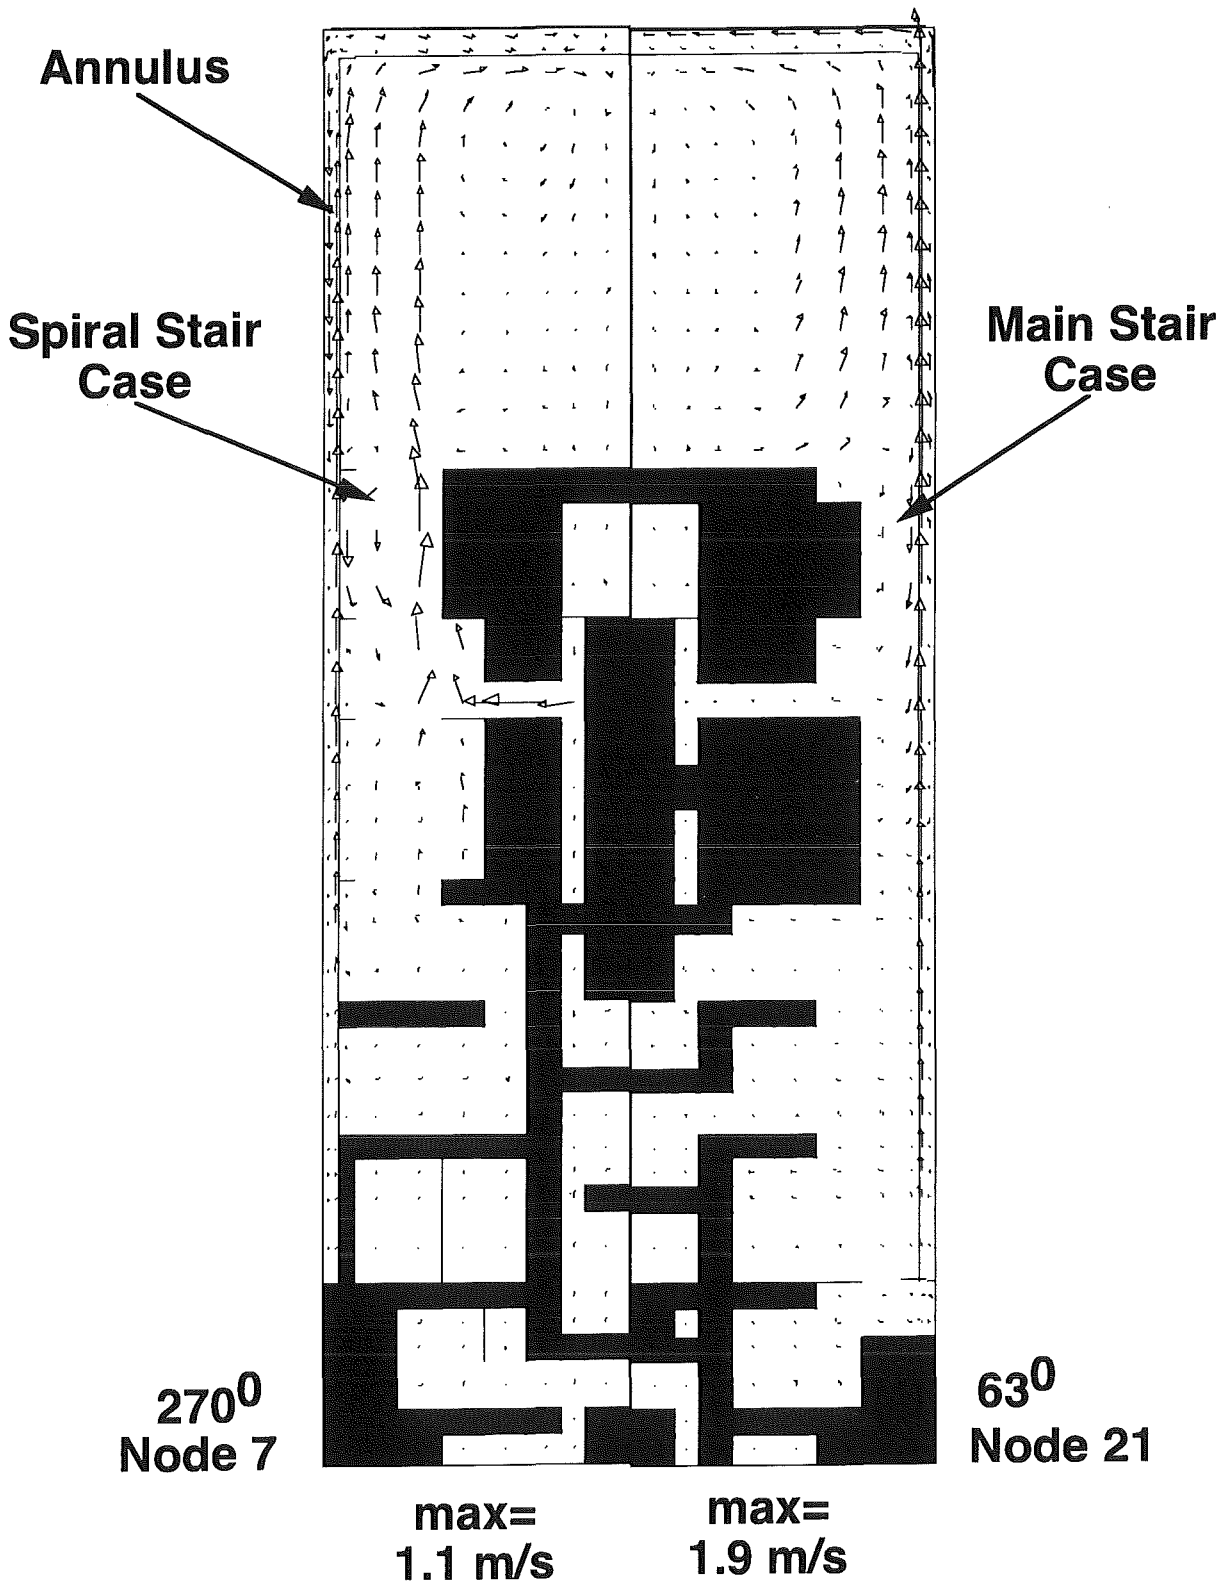 Annulus
Spiral Stair
Case
Main Stair
Case
270⁰
Node 7
63⁰
Node 21
max=
1.1 m/s
max=
1.9 m/s